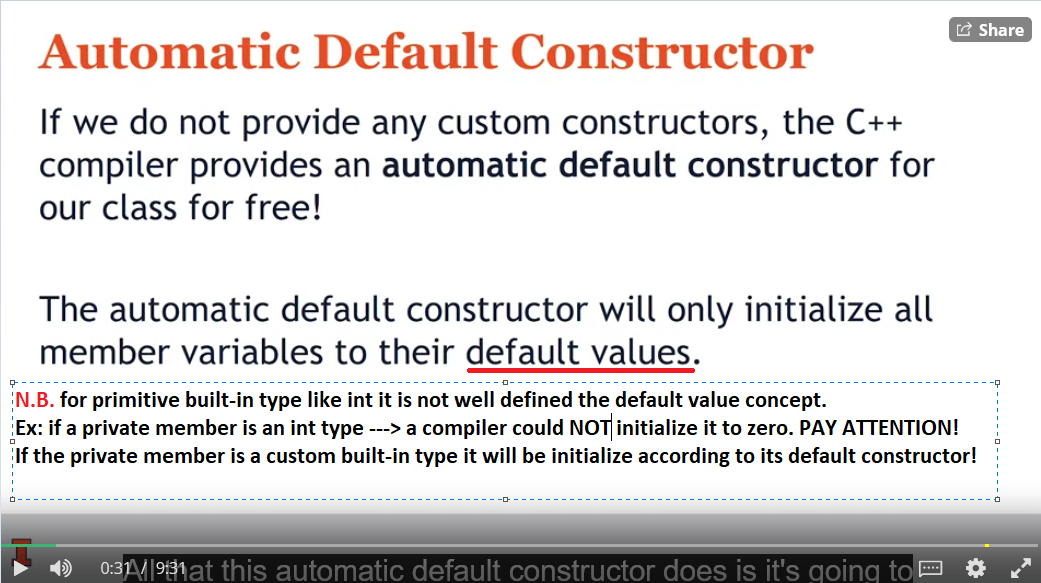 Share
Automatic Default Constructor
If we do not provide any custom constructors, the C++
compiler provides an automatic default constructor for
our class for free!
The automatic default constructor will only initialize all
member variables to their default values.
N.B. for primitive built-in type like int it is not well defined the default value concept.
Ex: if a private member is an int type ---> a compiler could NOT initialize it to zero. PAY ATTENTION!
If the private member is a custom built-in type it will be initialize according to its default constructor!
0:31 / 9:31
All that this automatic default constructor does is it's going to